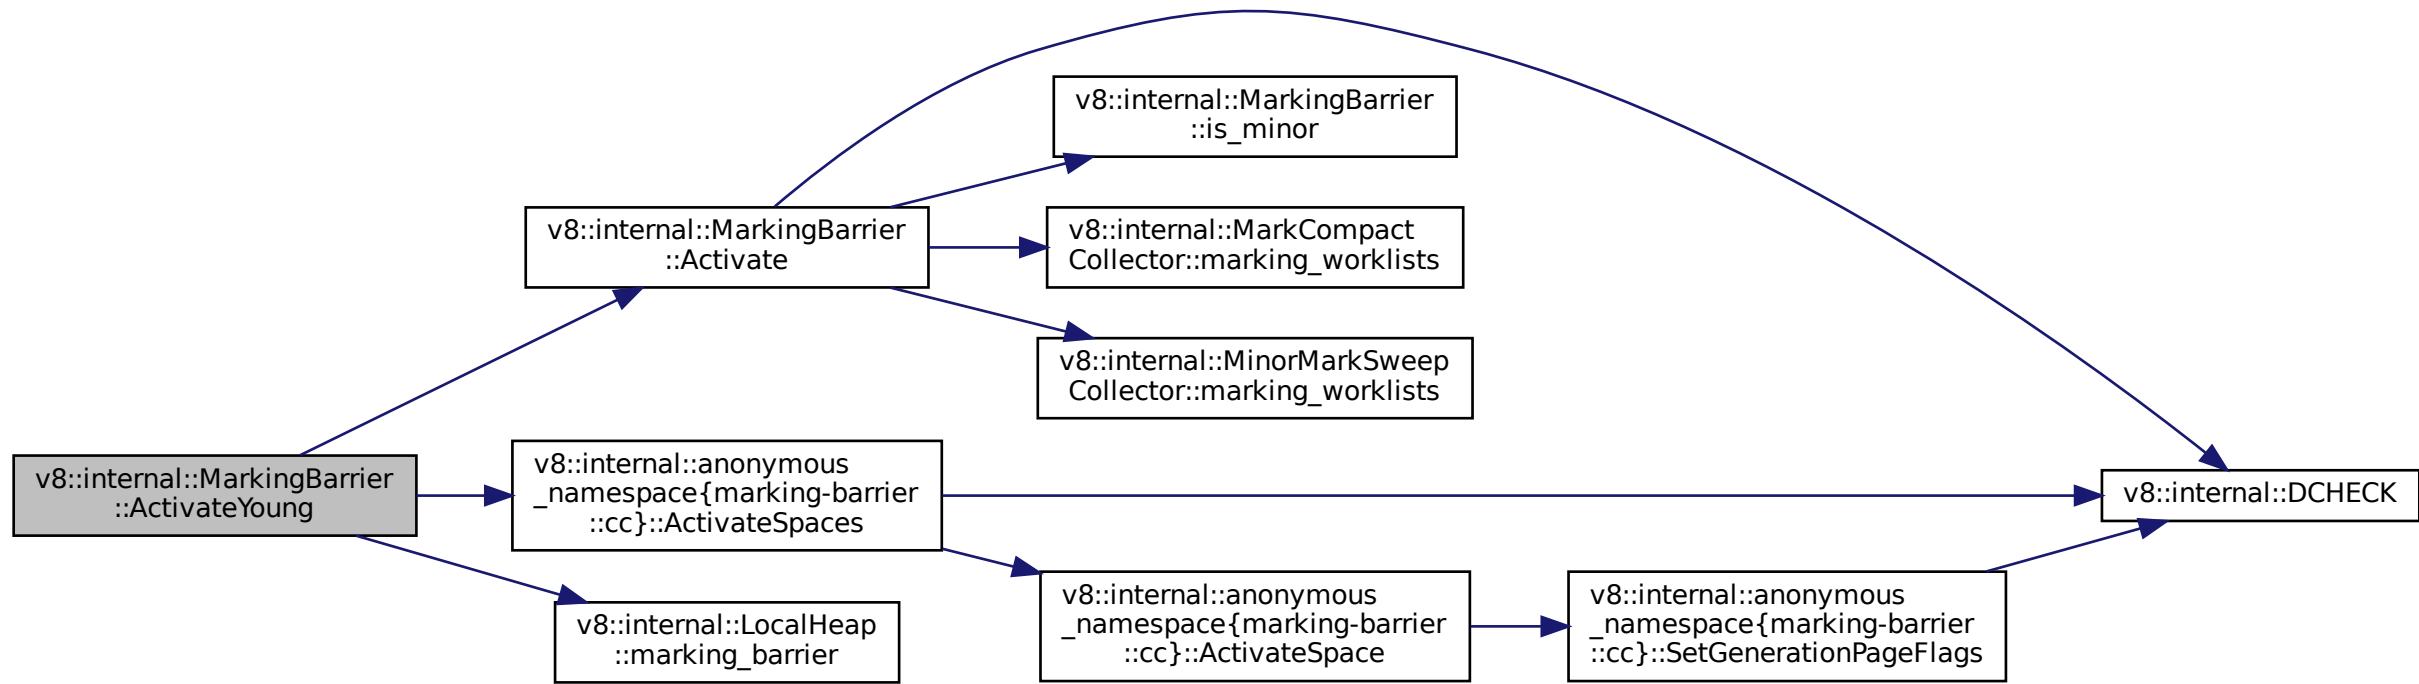 v8::internal::MarkingBarrier
::ActivateYoung
v8::internal::MarkingBarrier
::Activate
v8::internal::MarkingBarrier
::is_minor
v8::internal::MarkCompact
Collector::marking_worklists
v8::internal::MinorMarkSweep
Collector::marking_worklists
v8::internal::anonymous
_namespace{marking-barrier
::cc}::ActivateSpaces
v8::internal::LocalHeap
::marking_barrier
v8::internal::anonymous
_namespace{marking-barrier
::cc}::ActivateSpace
v8::internal::anonymous
_namespace{marking-barrier
::cc}::SetGenerationPageFlags
v8::internal::DCHECK